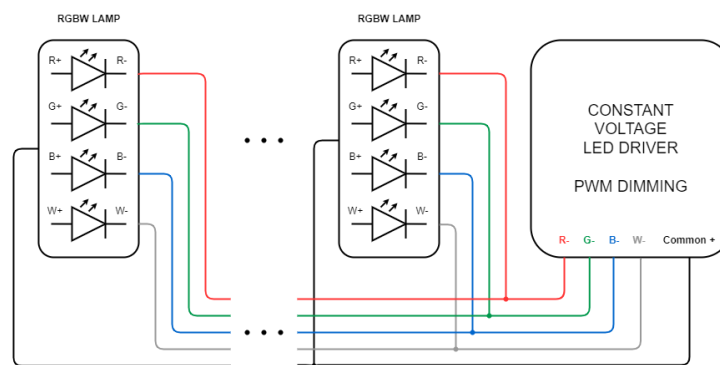 RGBW LAMP
R+ R-
G+ G-
B+ B-
W+ W-
RGBW LAMP
R+ R-
G+ G-
B+ B-
W+ W-
CONSTANT
VOLTAGE
LED DRIVER
PWM DIMMING
R- G- B- W- Common +